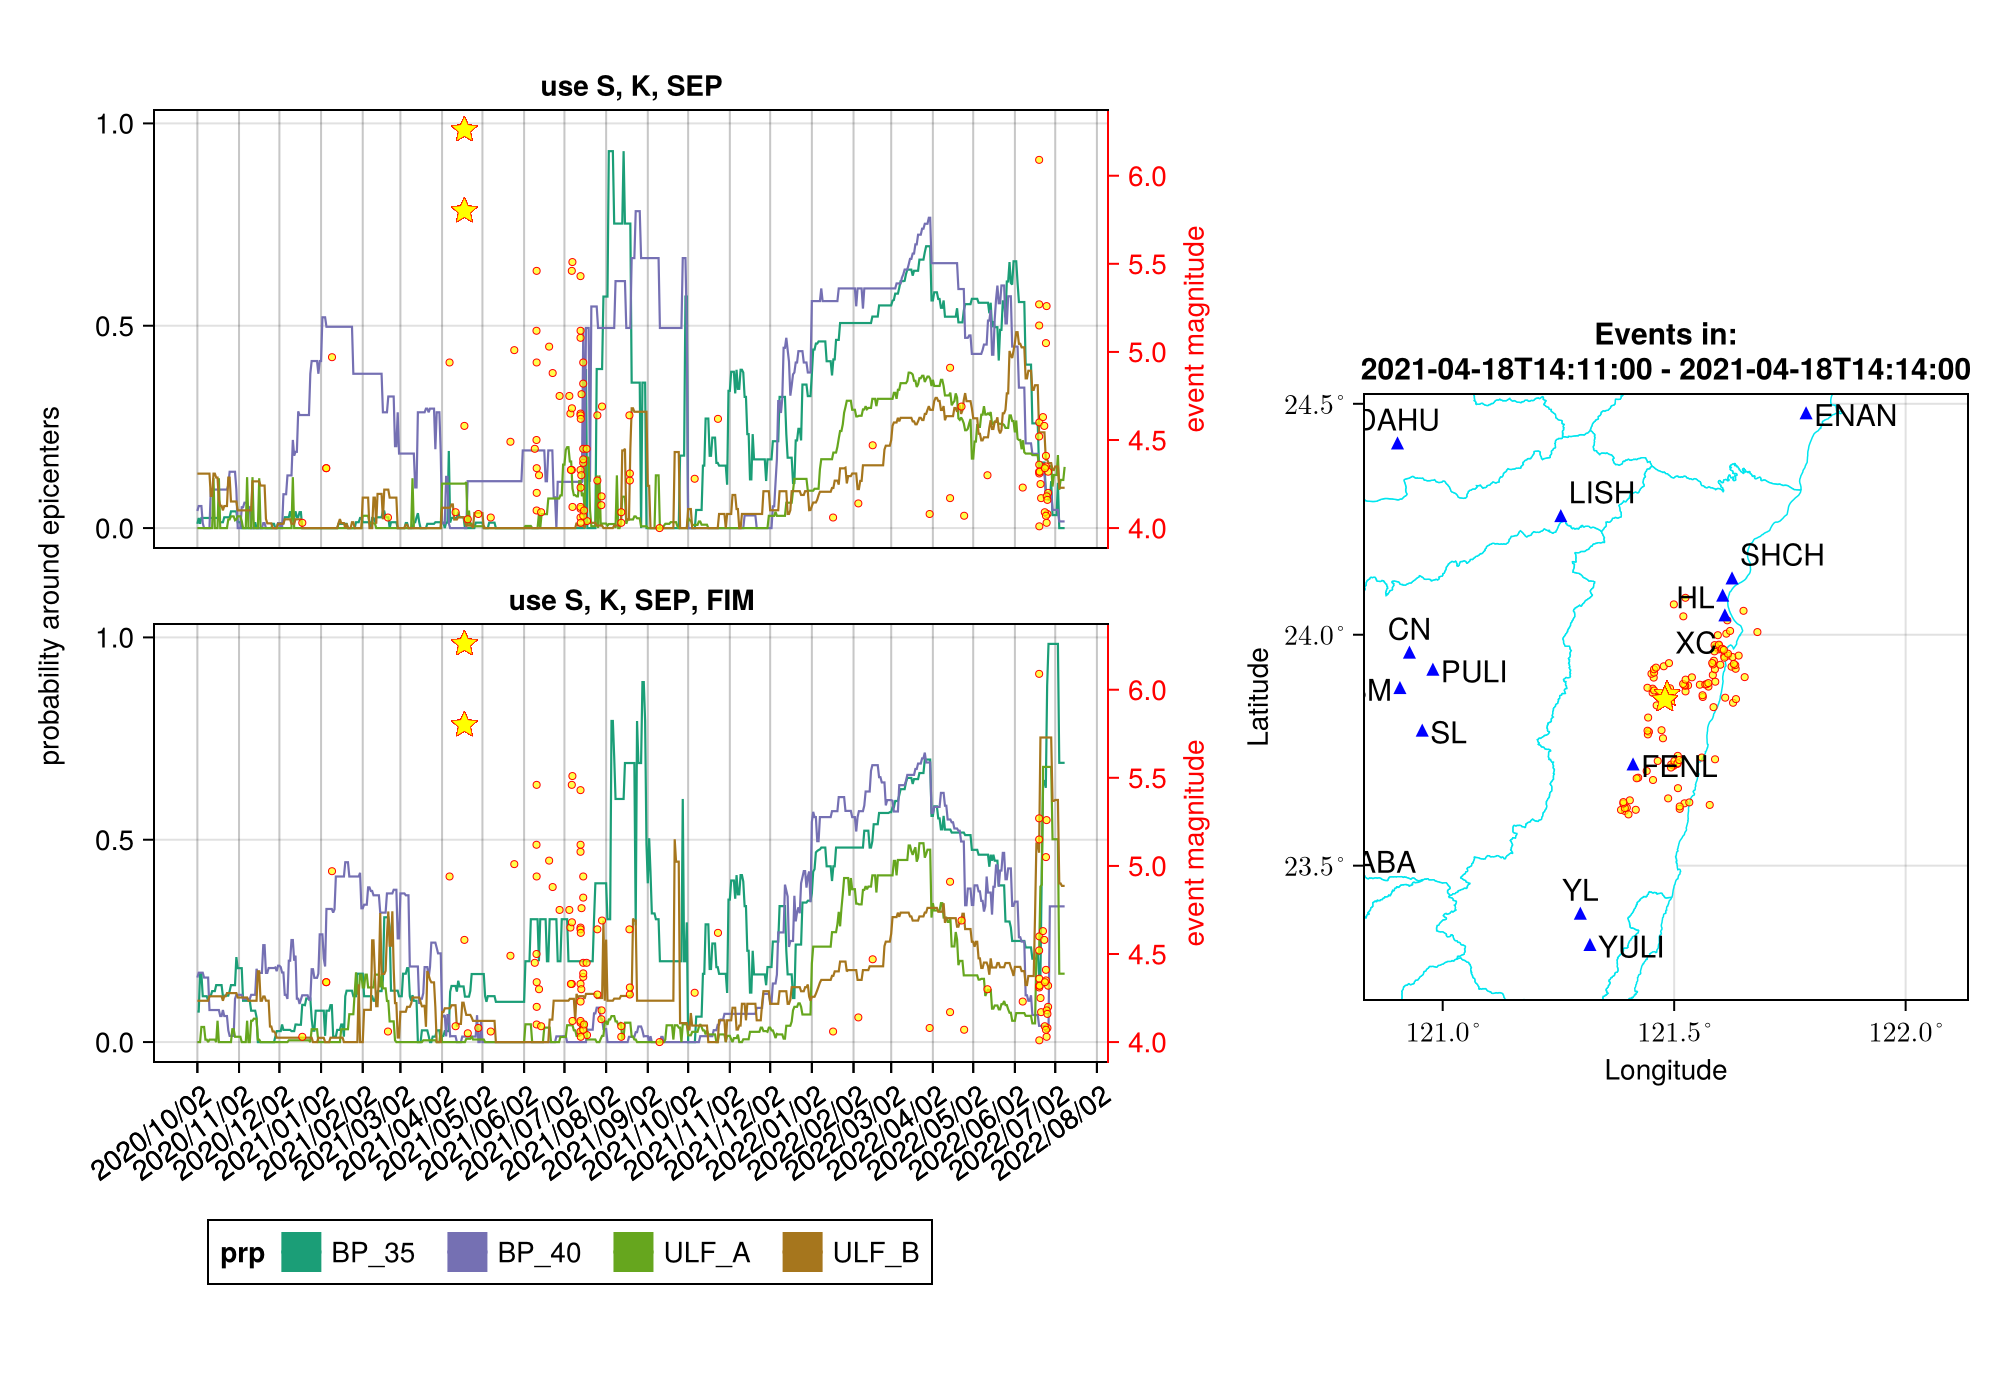 use S, K, SEP
1.0
0.5
0.0
6.0
5.5
5.0
4.5
4.0
event magnitude
probability around epicenters
use S, K, SEP, FIM
1.0
0.5
0.0
6.0
5.5
5.0
4.5
4.0
event magnitude
2020/10/02
2020/11/02
2020/12/02
2021/01/02
2021/02/02
2021/03/02
2021/04/02
2021/05/02
2021/06/02
2021/07/02
2021/08/02
2021/09/02
2021/10/02
2021/11/02
2021/12/02
2022/01/02
2022/02/02
2022/03/02
2022/04/02
2022/05/02
2022/06/02
2022/07/02
2022/08/02
prp BP_35 BP_40 ULF_A ULF_B
Events in:
2021-04-18T14:11:00 - 2021-04-18T14:14:00
24.5°
24.0°
23.5°
Latitude
DAHU
ENAN
LISH
SHCH
HL
CN
XC
PULI
SM
SL
FENL
ABA
YL
YULI
121.0°
121.5°
122.0°
Longitude